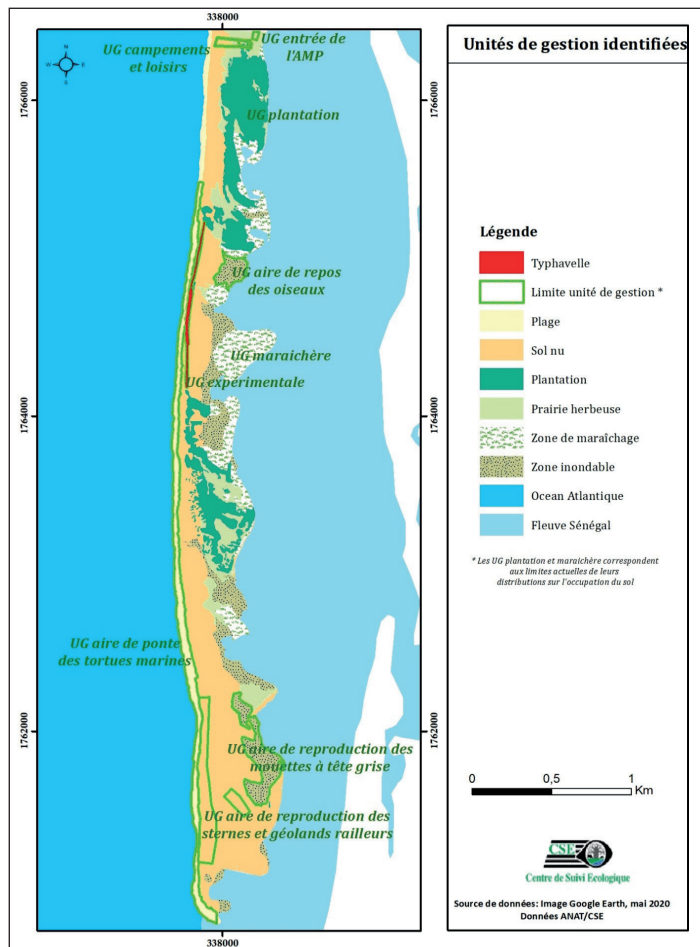 338000
UG campements
et loisirs
UG entrée de
l'AMP
N
W E
S
1766000
1766000
UG plantation
UG aire de repos
des oiseaux
UG maraichère
UG expérimentale
1764000
1764000
UG aire de ponte
des tortues marines
1762000
1762000
UG aire de reproduction des
mouettes à tête grise
UG aire de reproduction des
sternes et géolands railleurs
338000
Unités de gestion identifiées
Légende
Typhavelle
Limite unité de gestion *
Plage
Sol nu
Plantation
Prairie herbeuse
Zone de maraîchage
Zone inondable
Ocean Atlantique
Fleuve Sénégal
* Les UG plantation et maraichère correspondent
aux limites actuelles de leurs
distributions sur l'occupation du sol
0 0,5 1
Km
CSE
Centre de Suivi Ecologique
Source de données: Image Google Earth, mai 2020
Données ANAT/CSE